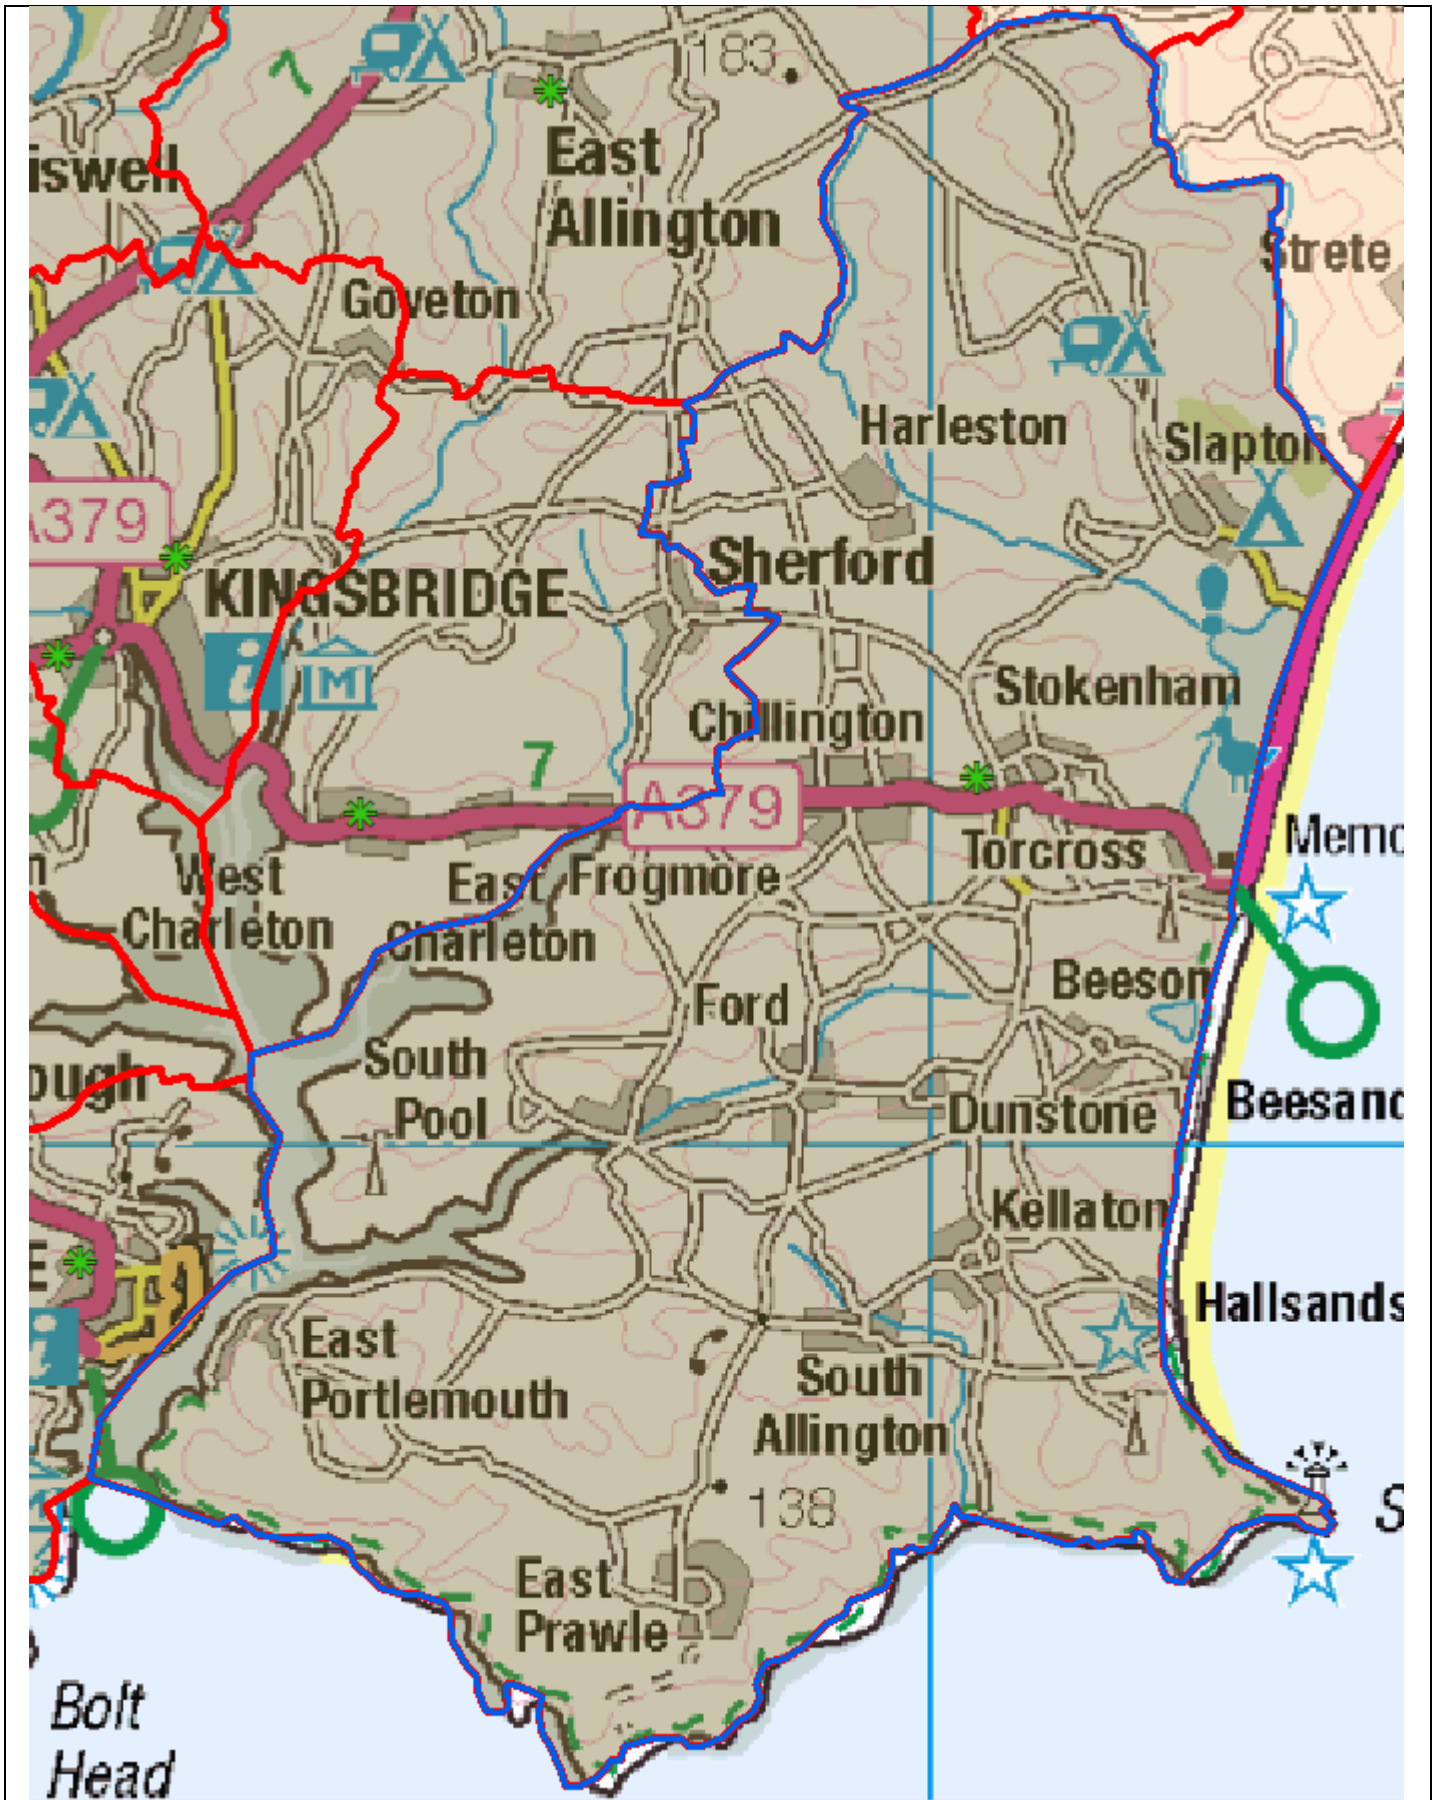 183
7
East
Allington
iswell
Strete
Goveton
122
Harleston
Slapton
A379
Sherford
KINGSBRIDGE
i
M
Stokenham
Chillington
7
A379
Memo
Torcross
West
Charleton
East
Charleton
Frogmore
Beeson
Ford
South
Pool
ough
Beesand
Dunstone
Kellaton
E
Hallsands
i
East
Portlemouth
South
Allington
138
S
East
Prawle
Bolt
Head